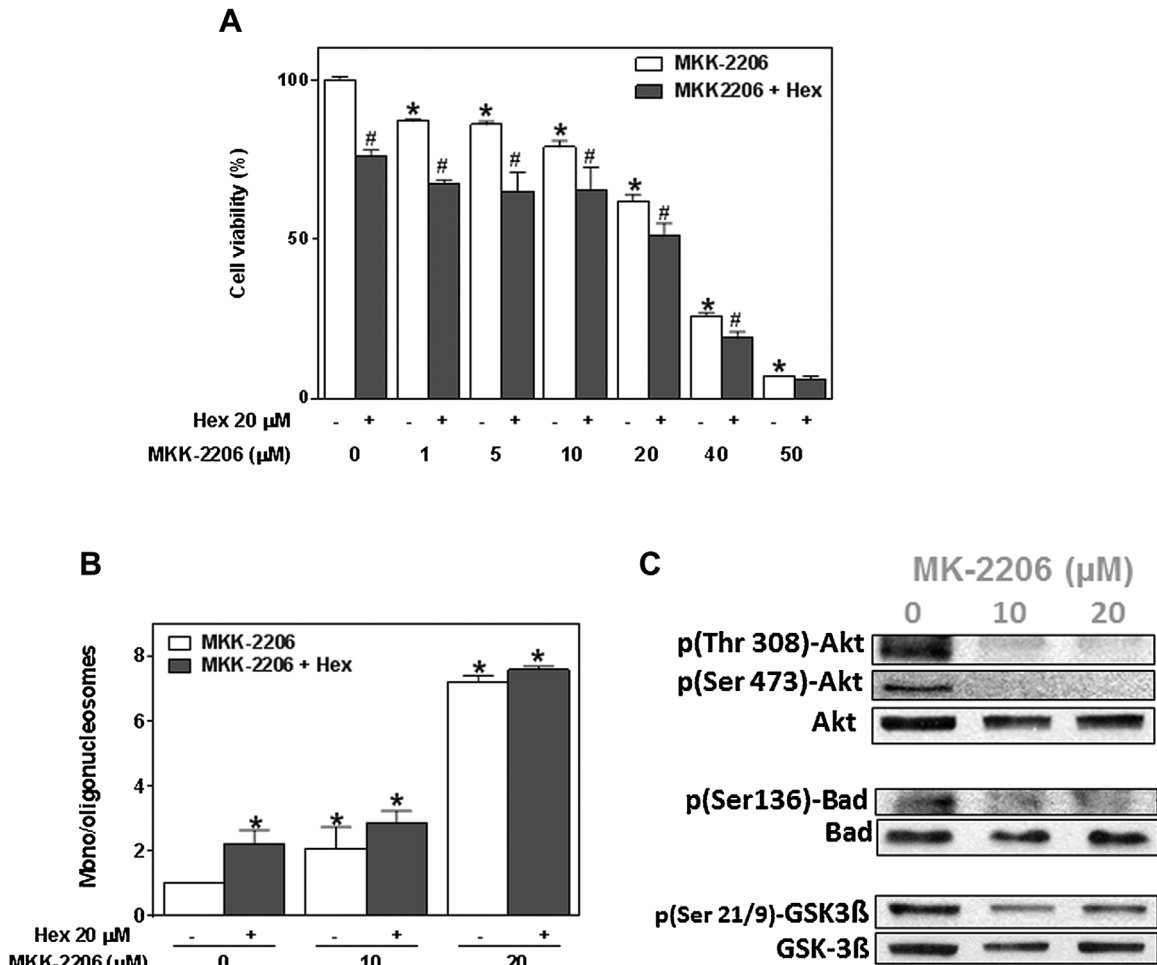 A
MKK-2206
MKK2206 + Hex
100
50
0
Cell viability (%)
* * * * * *
# # # # # #
Hex 20 µM - + - + - + - + - + - + - +
MKK-2206 (µM) 0 1 5 10 20 40 50
B
MKK-2206
MKK-2206 + Hex
8
6
4
2
0
Mono/oligonucleosomes
* * * * *
Hex 20 µM - + - + - +
MKK-2206 (µM) 0 10 20
C
MK-2206 (µM)
0 10 20
p(Thr 308)-Akt
p(Ser 473)-Akt
Akt
p(Ser136)-Bad
Bad
p(Ser 21/9)-GSK3ß
GSK-3ß